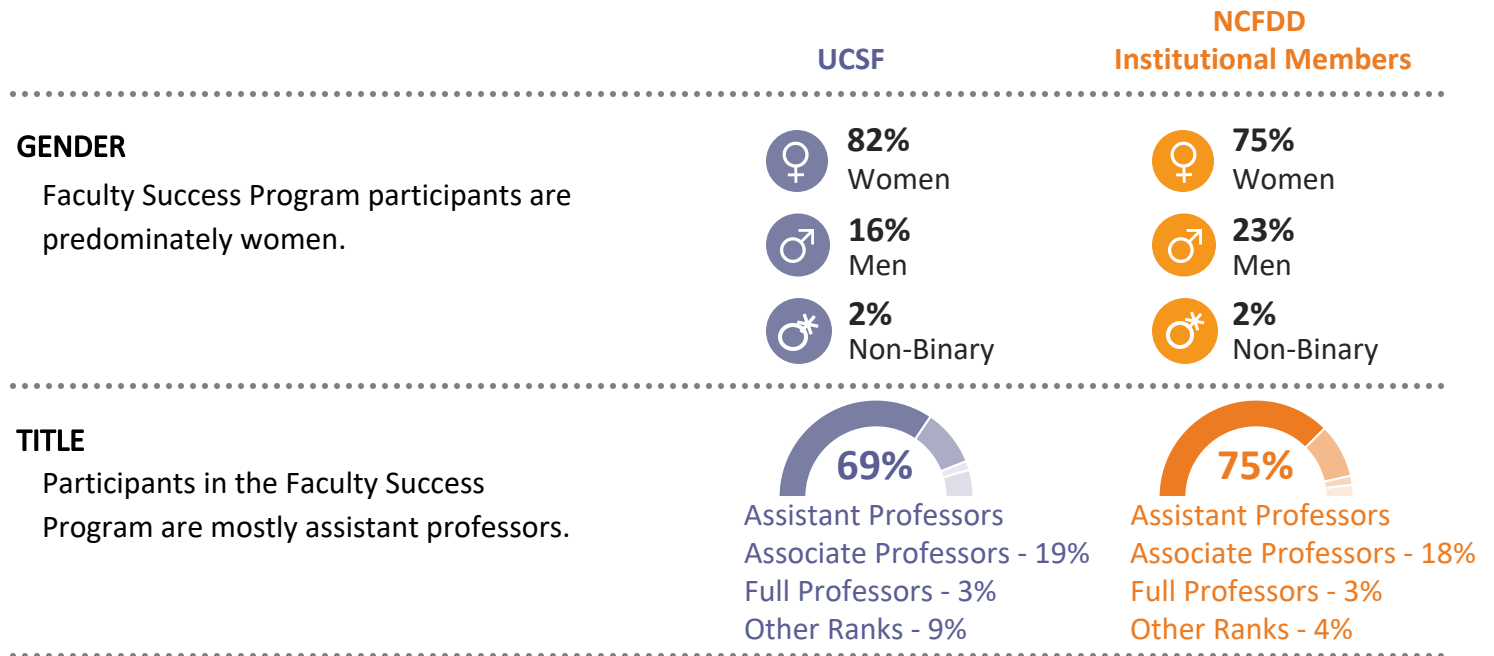 UCSF
NCFDD
Institutional Members
GENDER
Faculty Success Program participants are
predominately women.
82%
Women
16%
Men
2%
Non-Binary
75%
Women
23%
Men
2%
Non-Binary
TITLE
Participants in the Faculty Success
Program are mostly assistant professors.
69%
Assistant Professors
Associate Professors - 19%
Full Professors - 3%
Other Ranks - 9%
75%
Assistant Professors
Associate Professors - 18%
Full Professors - 3%
Other Ranks - 4%